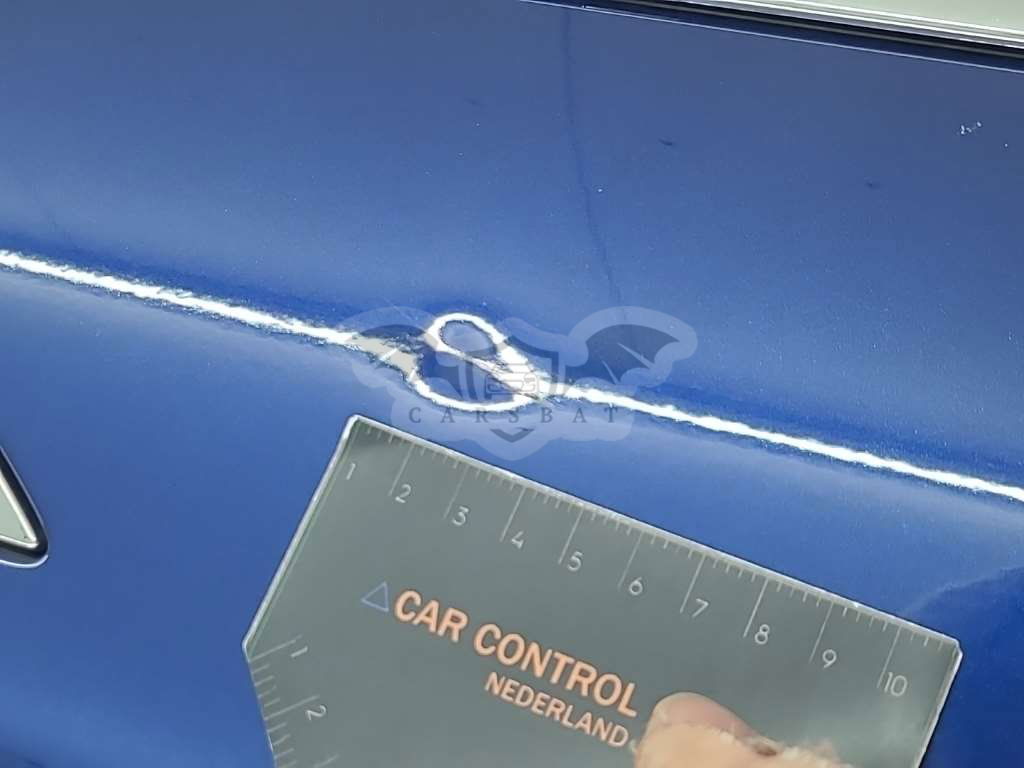 CARSBAT
1 2 3 4 5 6 7 8 9 10
CAR CONTROL
NEDERLAND
1
2